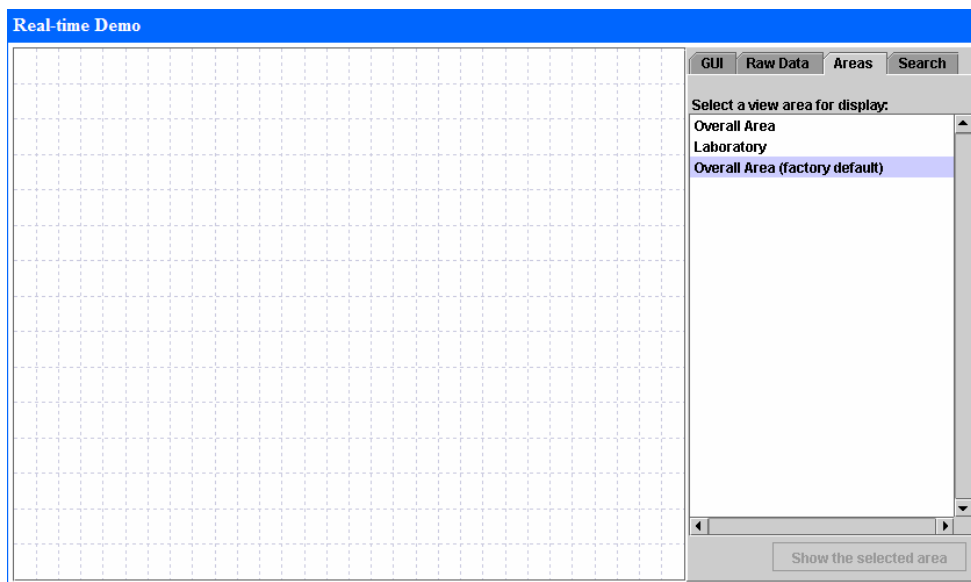 Real-time Demo
GUI Raw Data Areas Search
Select a view area for display:
Overall Area
Laboratory
Overall Area (factory default)
Show the selected area